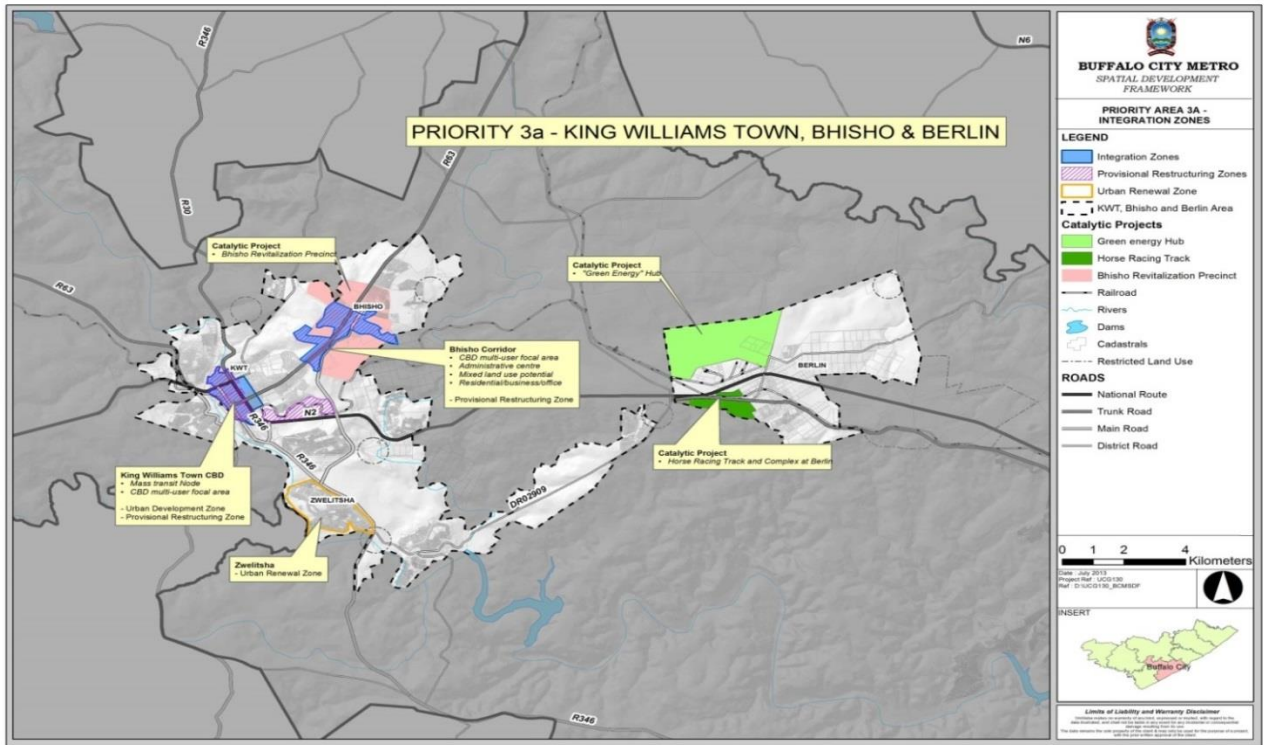 PRIORITY 3a - KING WILLIAMS TOWN, BHISHO & BERLIN
R346
N6
R63
R30
R63
Catalytic Project
• Bhisho Revitalization Precinct
BHISHO
Catalytic Project
• "Green Energy" Hub
Bhisho Corridor
• CBD multi-user focal area
• Administrative centre
• Mixed land use potential
• Residential/business/office
- Provisional Restructuring Zone
KWT
BERLIN
N2
R346
R346
Catalytic Project
• Horse Racing Track and Complex at Berlin
King Williams Town CBD
• Mass transit Node
• CBD multi-user focal area
- Urban Development Zone
- Provisional Restructuring Zone
ZWELITSHA
DR02909
Zwelitsha
- Urban Renewal Zone
R346
BUFFALO CITY METRO
SPATIAL DEVELOPMENT
FRAMEWORK
PRIORITY AREA 3A -
INTEGRATION ZONES
LEGEND
Integration Zones
Provisional Restructuring Zones
Urban Renewal Zone
KWT, Bhisho and Berlin Area
Catalytic Projects
Green energy Hub
Horse Racing Track
Bhisho Revitalization Precinct
Railroad
Rivers
Dams
Cadastrals
Restricted Land Use
ROADS
National Route
Trunk Road
Main Road
District Road
0 1 2 4
Kilometers
Date : July 2013
Project Ref : UCG130
Ref : D:\UCG130_BCMSDF
INSERT
Buffalo City
Limits of Liability and Warranty Disclaimer